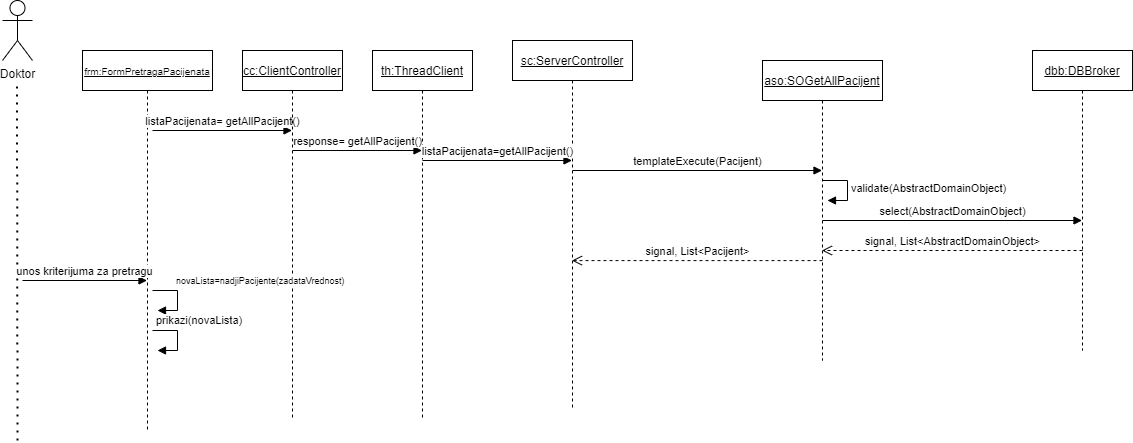 Doktor
frm:FormPretragaPacijenata
cc:ClientController
th:ThreadClient
sc:ServerController
aso:SOGetAllPacijent
dbb:DBBroker
listaPacijenata= getAllPacijent()
response= getAllPacijent()
listaPacijenata=getAllPacijent()
templateExecute(Pacijent)
validate(AbstractDomainObject)
select(AbstractDomainObject)
signal, List<AbstractDomainObject>
signal, List<Pacijent>
unos kriterijuma za pretragu
novaLista=nadjiPacijente(zadataVrednost)
prikazi(novaLista)